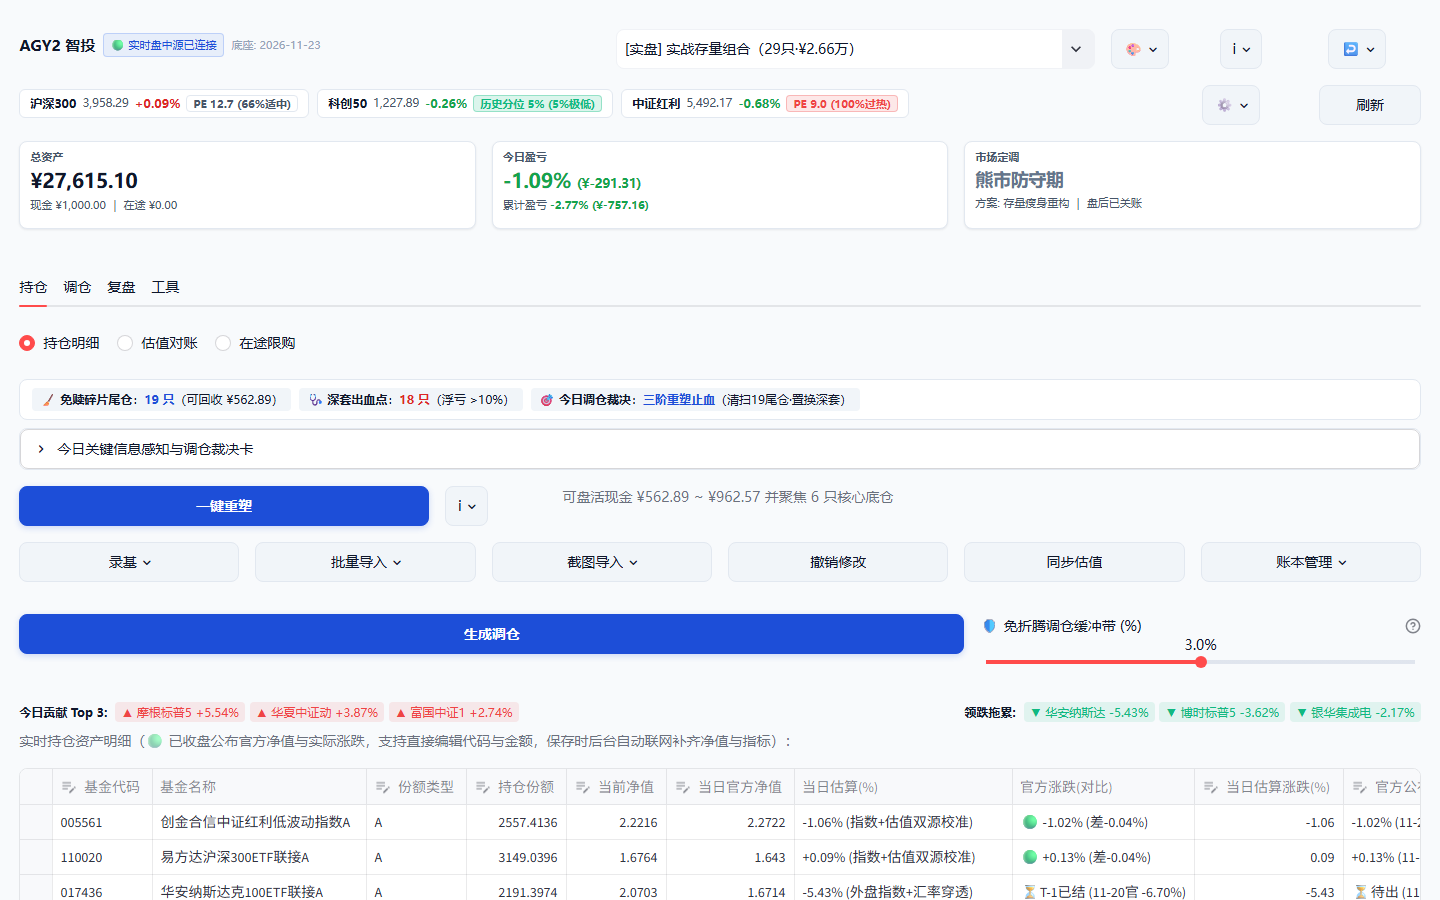 AGY2 智投 实时盘中源已连接 底座: 2026-11-23 [实盘] 实战存量组合（29只·¥2.66万） i
沪深300 3,958.29 +0.09% PE 12.7 (66%适中) 科创50 1,227.89 -0.26% 历史分位 5% (5%极低) 中证红利 5,492.17 -0.68% PE 9.0 (100%过热) 刷新
总资产 今日盈亏 市场定调
¥27,615.10 -1.09% (¥-291.31) 熊市防守期
现金 ¥1,000.00 | 在途 ¥0.00 累计盈亏 -2.77% (¥-757.16) 方案: 存量瘦身重构 | 盘后已关账
持仓 调仓 复盘 工具
持仓明细 估值对账 在途限购
免赎碎片尾仓：19 只（可回收 ¥562.89） 深套出血点：18 只（浮亏 >10%） 今日调仓裁决：三阶重塑止血（清扫19尾仓·置换深套）
今日关键信息感知与调仓裁决卡
一键重塑 i 可盘活现金 ¥562.89 ~ ¥962.57 并聚焦 6 只核心底仓
录基 批量导入 截图导入 撤销修改 同步估值 账本管理
生成调仓 免折腾调仓缓冲带 (%)
3.0%
今日贡献 Top 3: ▲ 摩根标普5 +5.54% ▲ 华夏中证动 +3.87% ▲ 富国中证1 +2.74% 领跌拖累: ▼ 华安纳斯达 -5.43% ▼ 博时标普5 -3.62% ▼ 银华集成电 -2.17%
实时持仓资产明细（ 已收盘公布官方净值与实际涨跌，支持直接编辑代码与金额，保存时后台自动联网补齐净值与指标）：
基金代码 基金名称 份额类型 持仓份额 当前净值 当日官方净值 当日估算(%) 官方涨跌(对比) 当日估算涨跌(%) 官方公
005561 创金合信中证红利低波动指数A A 2557.4136 2.2216 2.2722 -1.06% (指数+估值双源校准) -1.02% (差-0.04%) -1.06 -1.02% (11-2
110020 易方达沪深300ETF联接A A 3149.0396 1.6764 1.643 +0.09% (指数+估值双源校准) +0.13% (差-0.04%) 0.09 +0.13% (11-
017436 华安纳斯达克100ETF联接A A 2191.3974 2.0703 1.6714 -5.43% (外盘指数+汇率穿透) T-1已结 (11-20官 -6.70%) -5.43 待出 (11